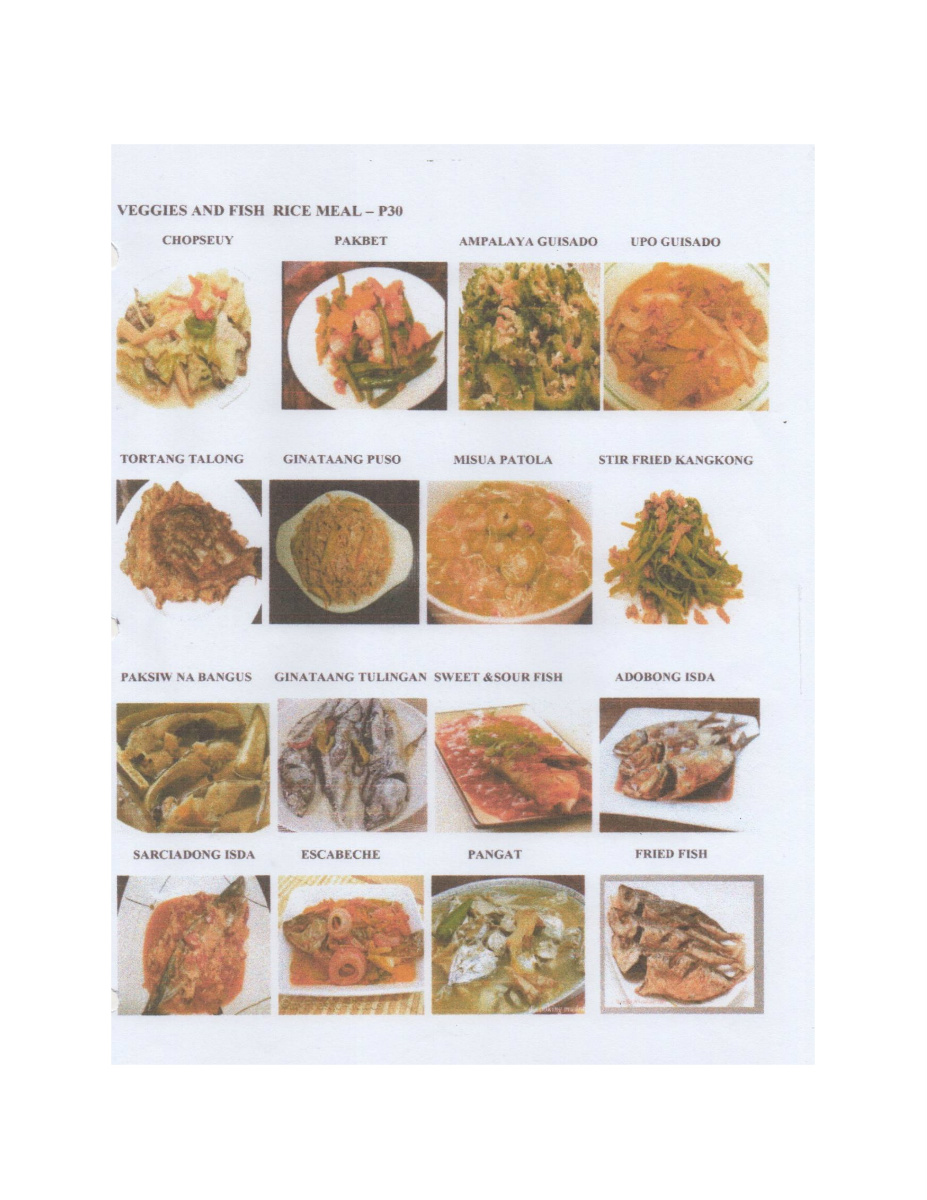 VEGGIES AND FISH RICE MEAL – P30
CHOPSEUY PAKBET AMPALAYA GUISADO UPO GUISADO
TORTANG TALONG GINATAANG PUSO MISUA PATOLA STIR FRIED KANGKONG
PAKSIW NA BANGUS GINATAANG TULINGAN SWEET &SOUR FISH ADOBONG ISDA
SARCIADONG ISDA ESCABECHE PANGAT FRIED FISH